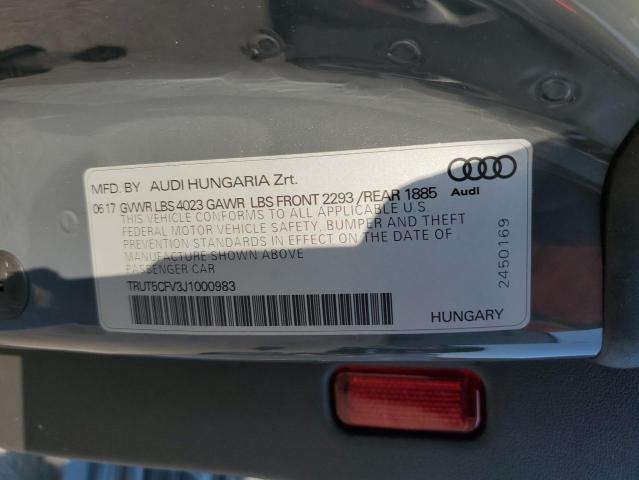 MFD. BY AUDI HUNGARIA Zrt.
06 17 GVWR LBS 4023 GAWR LBS FRONT 2293 /REAR 1885
THIS VEHICLE CONFORMS TO ALL APPLICABLE U.S.
FEDERAL MOTOR VEHICLE SAFETY, BUMPER AND THEFT
PREVENTION STANDARDS IN EFFECT ON THE DATE OF
MANUFACTURE SHOWN ABOVE
PASSENGER CAR
TRUT5CFV3J1000983
Audi
2450169
HUNGARY